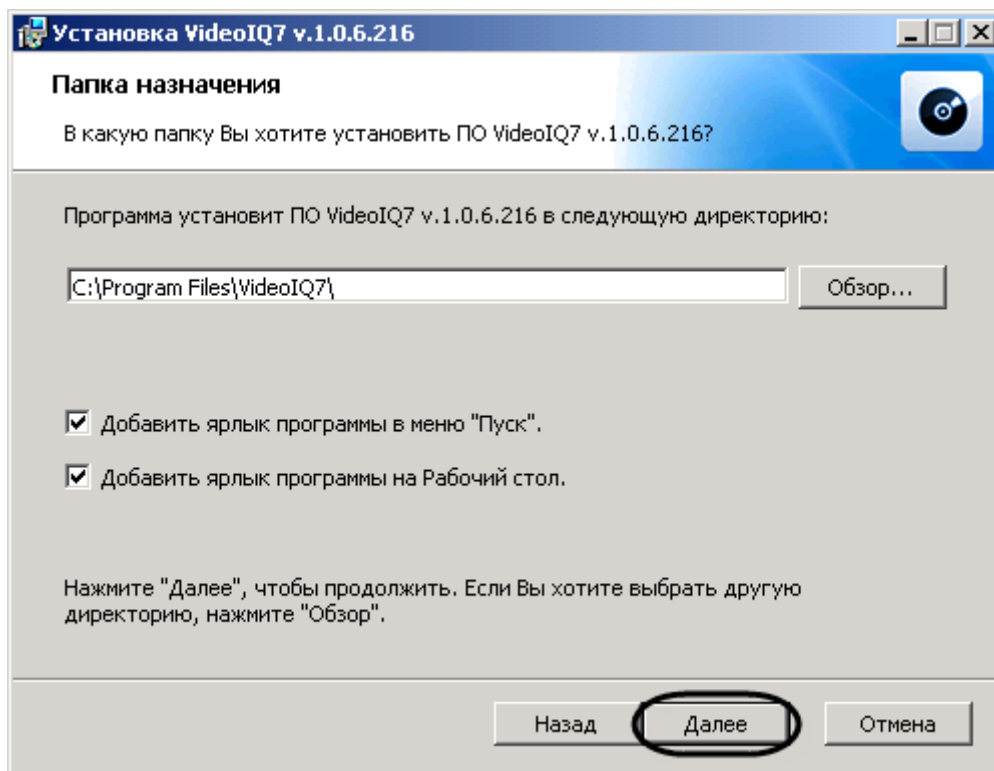 Установка VideoIQ7 v.1.0.6.216
Папка назначения
В какую папку Вы хотите установить ПО VideoIQ7 v.1.0.6.216?
Программа установит ПО VideoIQ7 v.1.0.6.216 в следующую директорию:
C:\Program Files\VideoIQ7\
Обзор...
Добавить ярлык программы в меню "Пуск".
Добавить ярлык программы на Рабочий стол.
Нажмите "Далее", чтобы продолжить. Если Вы хотите выбрать другую
директорию, нажмите "Обзор".
Назад
Далее
Отмена